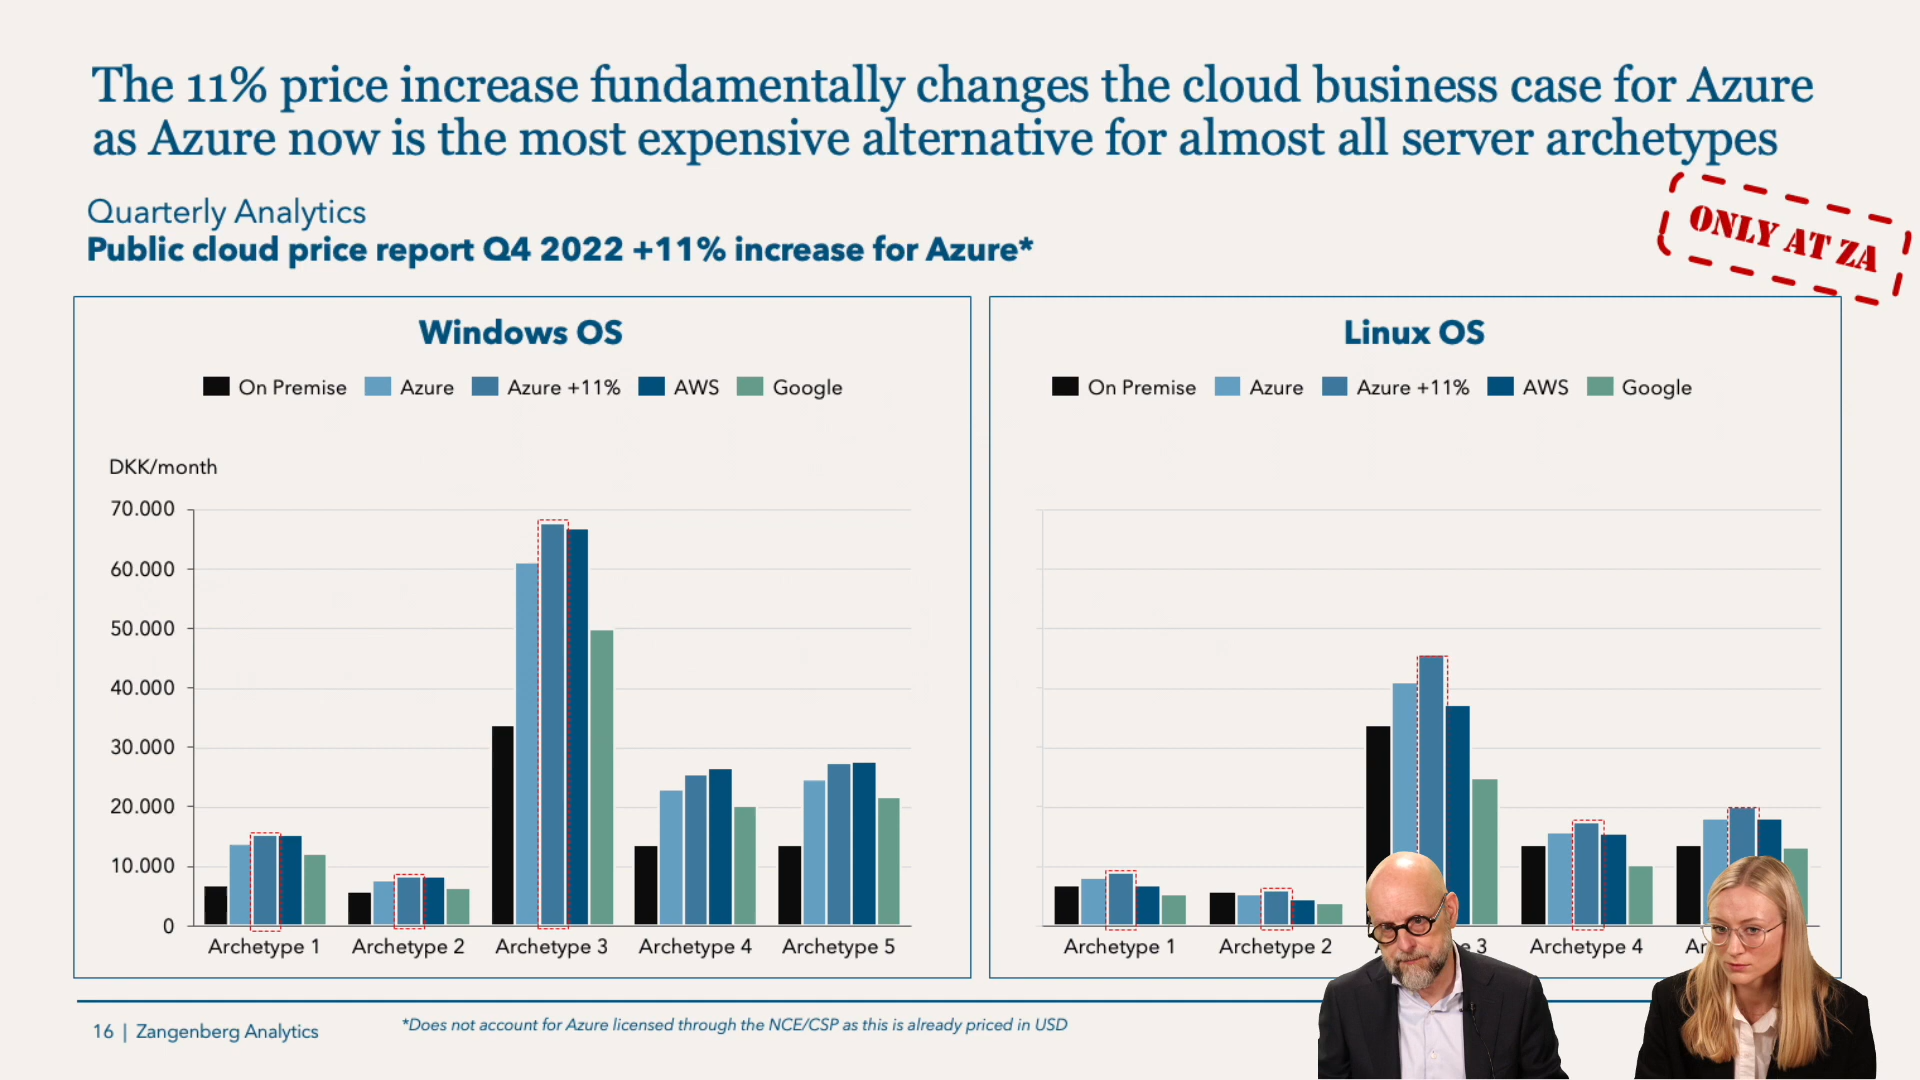 The 11% price increase fundamentally changes the cloud business case for Azure
as Azure now is the most expensive alternative for almost all server archetypes
Quarterly Analytics
Public cloud price report Q4 2022 +11% increase for Azure*
ONLY AT ZA
Windows OS
On Premise Azure Azure +11% AWS Google
DKK/month
70.000
60.000
50.000
40.000
30.000
20.000
10.000
0
Archetype 1 Archetype 2 Archetype 3 Archetype 4 Archetype 5
Linux OS
On Premise Azure Azure +11% AWS Google
Archetype 1 Archetype 2 3 Archetype 4
16 | Zangenberg Analytics
*Does not account for Azure licensed through the NCE/CSP as this is already priced in USD